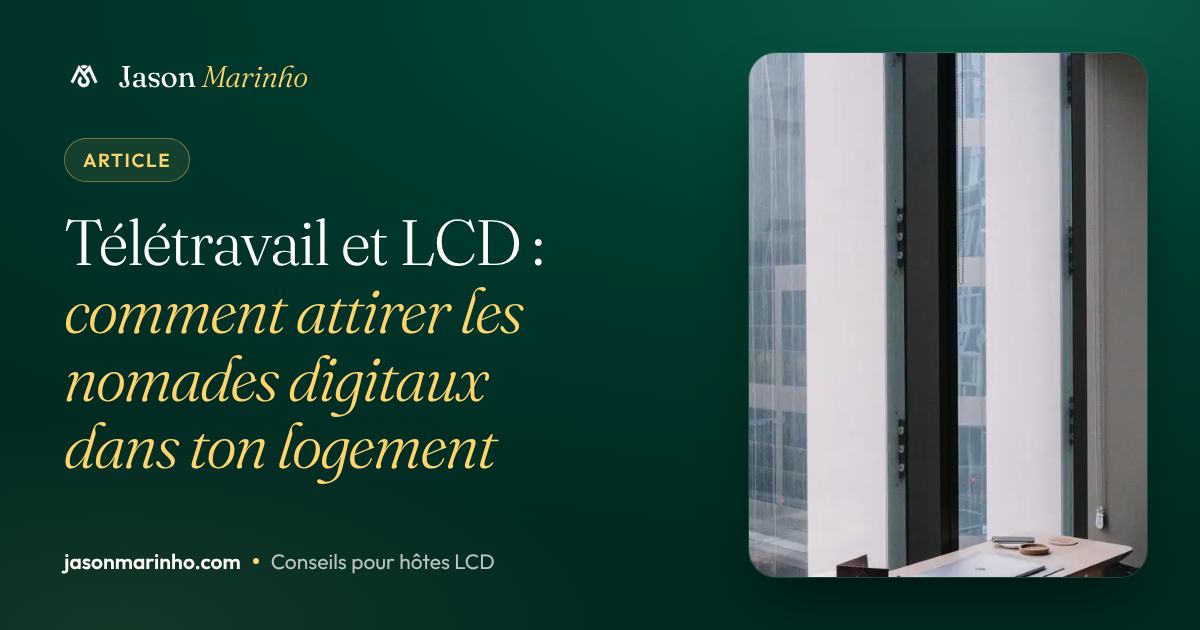 Jason Marinho
ARTICLE
Télétravail et LCD :
comment attirer les
nomades digitaux
dans ton logement
jasonmarinho.com • Conseils pour hôtes LCD